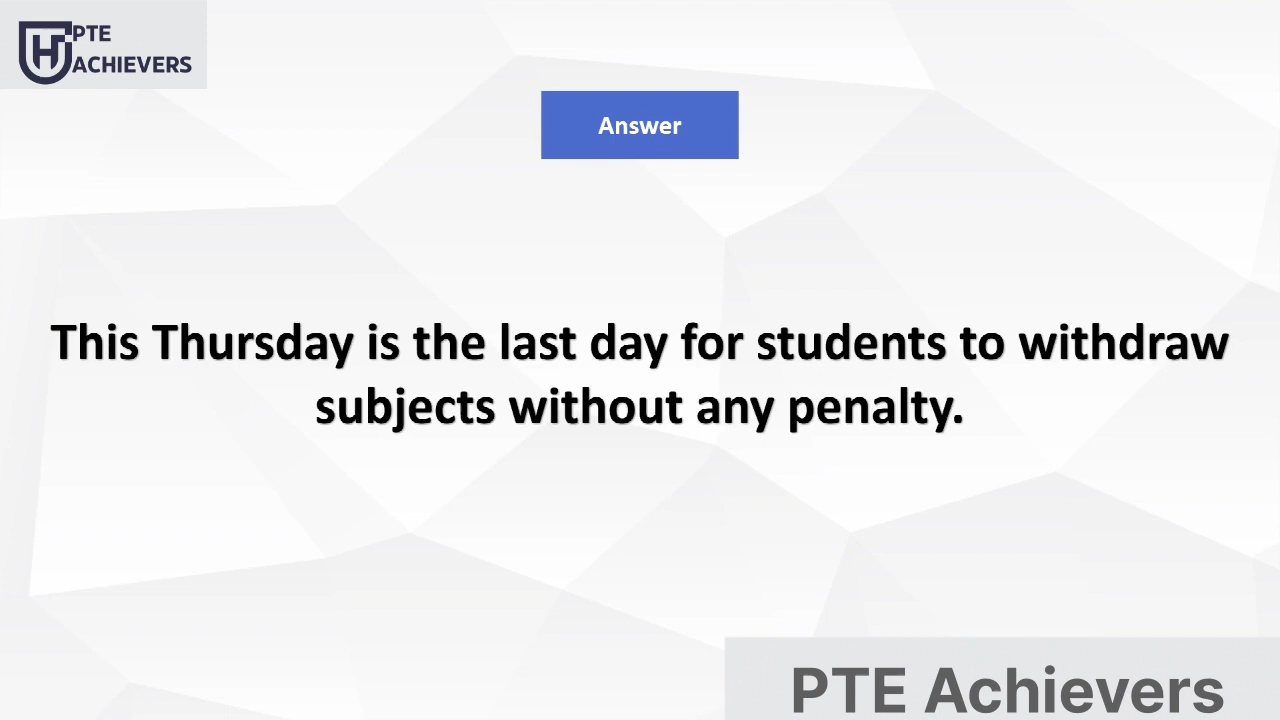 PTE
ACHIEVERS
Answer
This Thursday is the last day for students to withdraw
subjects without any penalty.
PTE Achievers